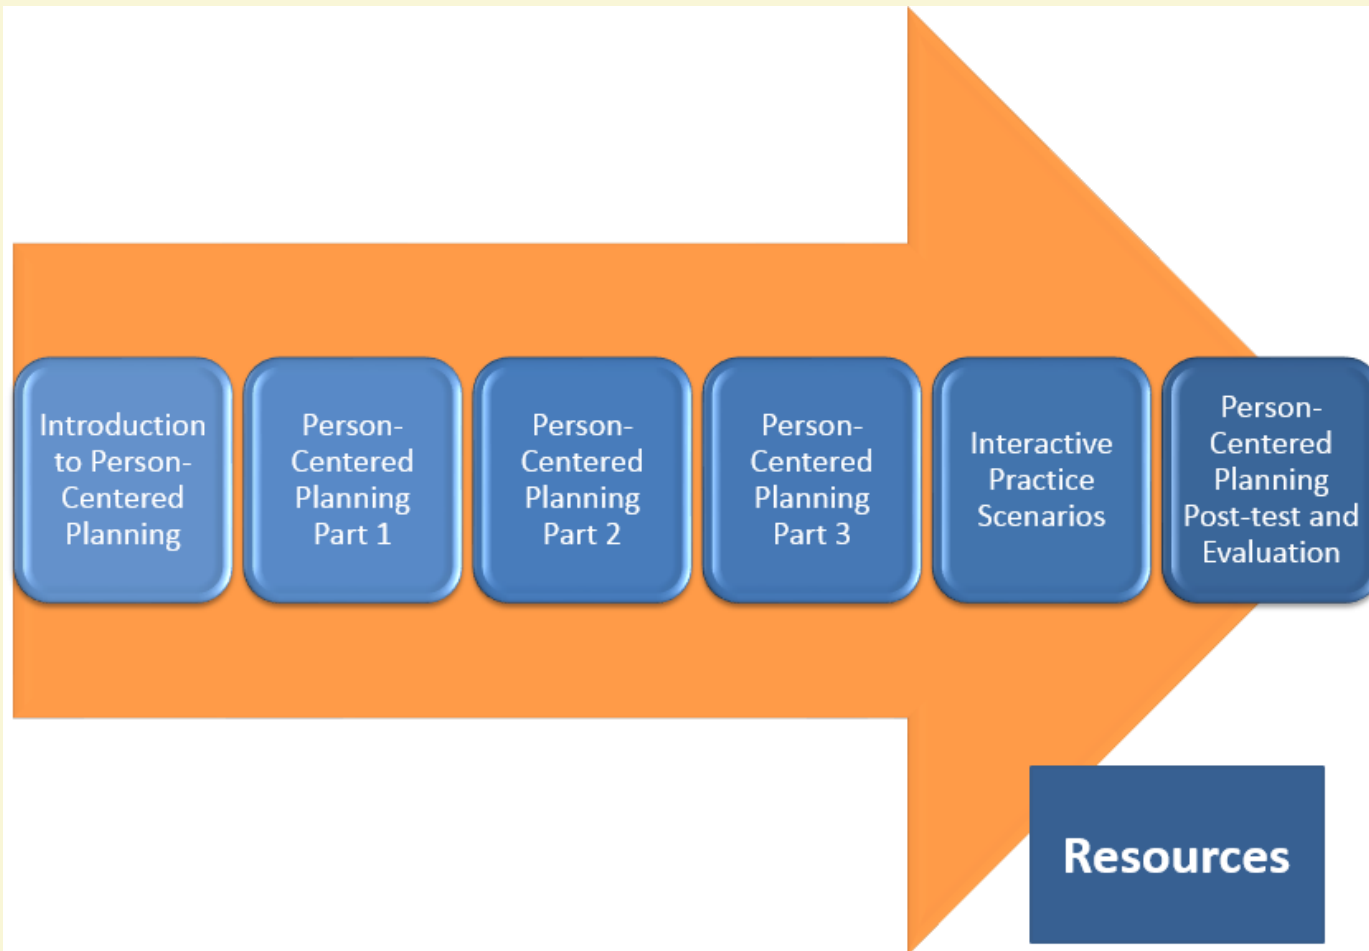 Introduction
to Person-
Centered
Planning
Person-
Centered
Planning
Part 1
Person-
Centered
Planning
Part 2
Person-
Centered
Planning
Part 3
Interactive
Practice
Scenarios
Person-
Centered
Planning
Post-test and
Evaluation
Resources